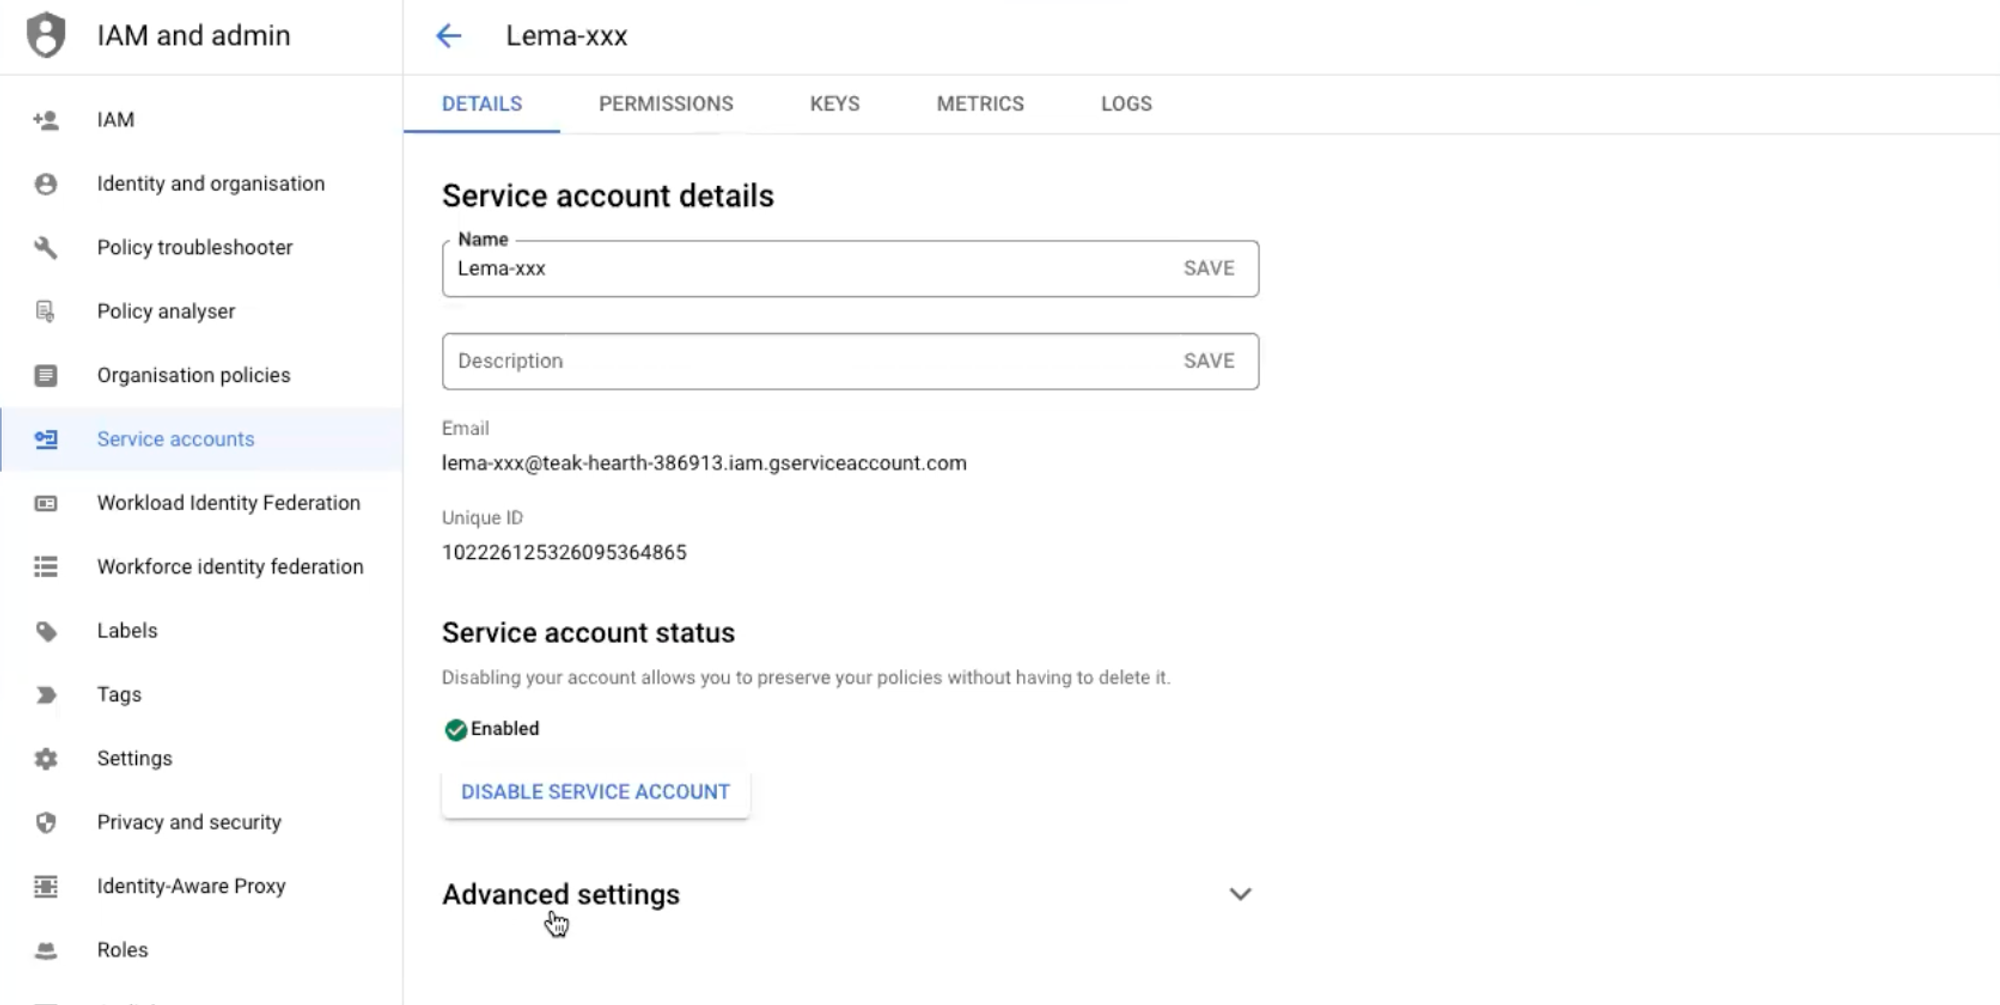 IAM and admin
IAM
Identity and organisation
Policy troubleshooter
Policy analyser
Organisation policies
Service accounts
Workload Identity Federation
Workforce identity federation
Labels
Tags
Settings
Privacy and security
Identity-Aware Proxy
Roles
Lema-xxx
DETAILS PERMISSIONS KEYS METRICS LOGS
Service account details
Name
Lema-xxx SAVE
Description SAVE
Email
lema-xxx@teak-hearth-386913.iam.gserviceaccount.com
Unique ID
102226125326095364865
Service account status
Disabling your account allows you to preserve your policies without having to delete it.
Enabled
DISABLE SERVICE ACCOUNT
Advanced settings